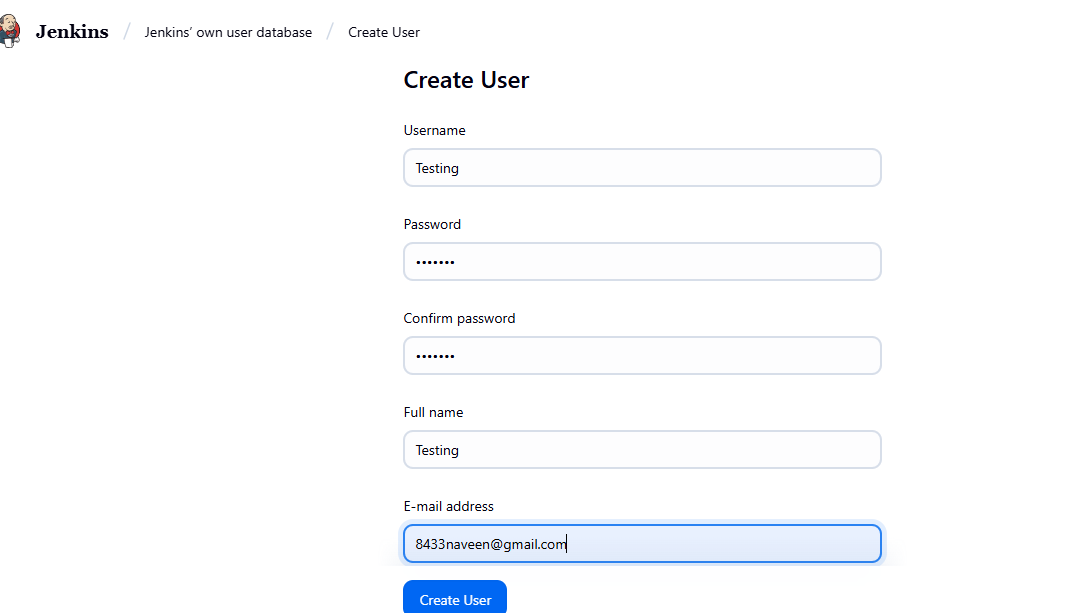 Jenkins / Jenkins’ own user database / Create User
Create User
Username
Testing
Password
•••••••
Confirm password
•••••••
Full name
Testing
E-mail address
8433naveen@gmail.com
Create User